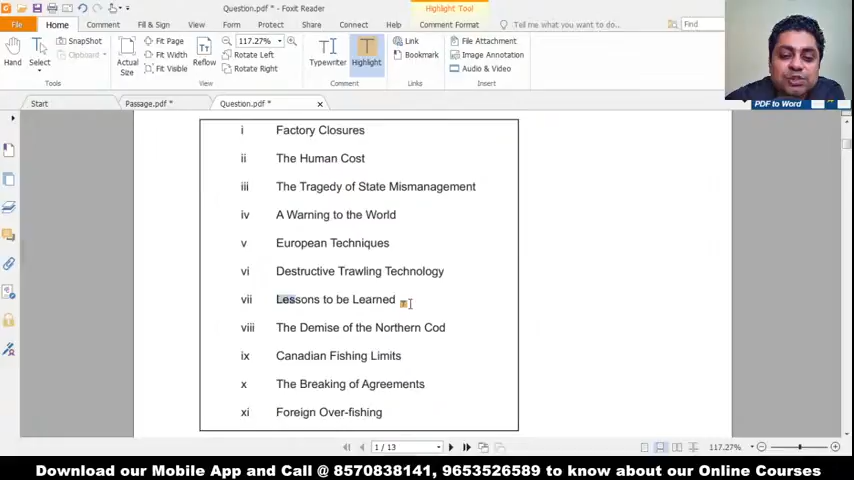 Question.pdf * - Foxit Reader
Highlight Tool
File Home Comment Fill & Sign View Form Protect Share Connect Help Comment Format Tell me what you want to do... Find
Hand
Select
SnapShot
Clipboard
Tools
Actual Size
Fit Page
Fit Width
Fit Visible
Reflow
117.27%
Rotate Left
Rotate Right
View
Typewriter
Highlight
Comment
Link
Bookmark
Links
File Attachment
Image Annotation
Audio & Video
Insert
PDF to Word
Start Passage.pdf * Question.pdf *
i Factory Closures
ii The Human Cost
iii The Tragedy of State Mismanagement
iv A Warning to the World
v European Techniques
vi Destructive Trawling Technology
vii Lessons to be Learned
viii The Demise of the Northern Cod
ix Canadian Fishing Limits
x The Breaking of Agreements
xi Foreign Over-fishing
1 / 13
117.27%
Download our Mobile App and Call @ 8570838141, 9653526589 to know about our Online Courses